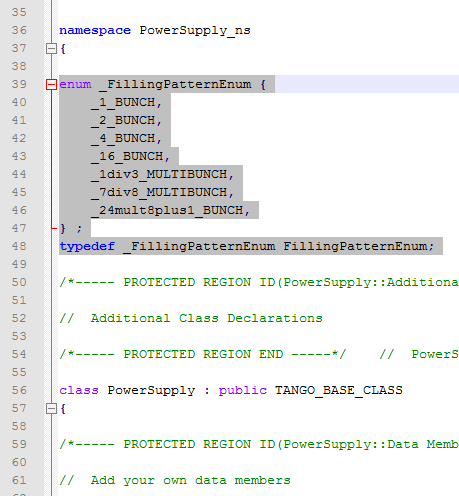 35
36 namespace PowerSupply_ns
37 {
38
39 enum _FillingPatternEnum {
40 _1_BUNCH,
41 _2_BUNCH,
42 _4_BUNCH,
43 _16_BUNCH,
44 _1div3_MULTIBUNCH,
45 _7div8_MULTIBUNCH,
46 _24mult8plus1_BUNCH,
47 } ;
48 typedef _FillingPatternEnum FillingPatternEnum;
49
50 /*----- PROTECTED REGION ID(PowerSupply::Additiona
51
52 // Additional Class Declarations
53
54 /*----- PROTECTED REGION END -----*/ // PowerS
55
56 class PowerSupply : public TANGO_BASE_CLASS
57 {
58
59 /*----- PROTECTED REGION ID(PowerSupply::Data Memb
60
61 // Add your own data members